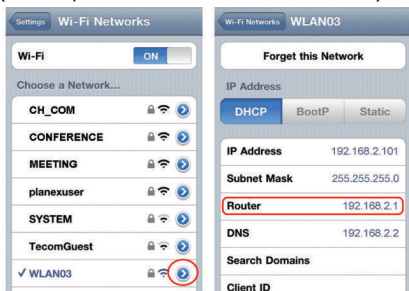 Settings Wi-Fi Networks
Wi-Fi ON
Choose a Network...
CH_COM
CONFERENCE
MEETING
planexuser
SYSTEM
TecomGuest
✓ WLAN03
Wi-Fi Networks WLAN03
Forget this Network
IP Address
DHCP BootP Static
IP Address 192.168.2.101
Subnet Mask 255.255.255.0
Router 192.168.2.1
DNS 192.168.2.2
Search Domains
Client ID